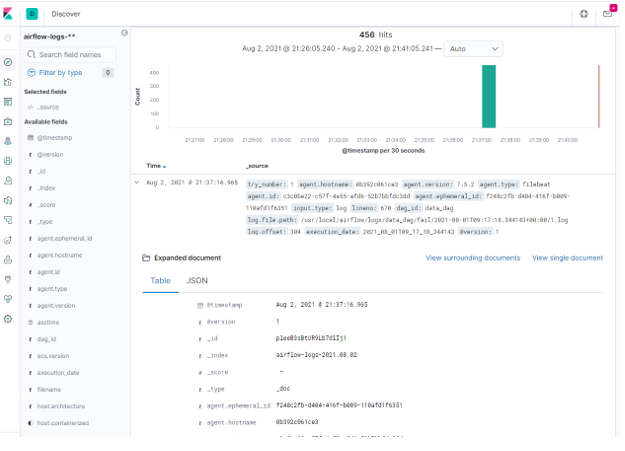 D Discover
airflow-logs-**
Search field names
Filter by type 0
Selected fields
_source
Available fields
@timestamp
t @version
t _id
t _index
# _score
t _type
t agent.ephemeral_id
t agent.hostname
t agent.id
t agent.type
t agent.version
asctime
t dag_id
t ecs.version
t execution_date
t filename
t host.architecture
host.containerized
456 hits
Aug 2, 2021 @ 21:26:05.240 - Aug 2, 2021 @ 21:41:05.241 — Auto
Count
400
300
200
100
0
21:27:00 21:28:00 21:29:00 21:30:00 21:31:00 21:32:00 21:33:00 21:34:00 21:35:00 21:36:00 21:37:00 21:38:00 21:39:00 21:40:00
@timestamp per 30 seconds
Time _source
Aug 2, 2021 @ 21:37:16.965 try_number: 1 agent.hostname: 0b392c061ce3 agent.version: 7.5.2 agent.type: filebeat
agent.id: agent.ephemeral_id: f248c2fb-d404-416f-b009-
110afd1f6351 input.type: log lineno: 670 dag_id: data_dag
log.file.path: /usr/local/airflow/logs/data_dag/fail/2021-08-01T09:17:18.344143+00:00/1.log
log.offset: 304 execution_date: 2021_08_01T09_17_18_344143 @version: 1
Expanded document View surrounding documents View single document
Table JSON
@timestamp Aug 2, 2021 @ 21:37:16.965
t @version 1
t _id
t _index airflow-logs-2021.08.02
# _score -
t _type _doc
t agent.ephemeral_id f248c2fb-d404-416f-b009-110afd1f6351
t agent.hostname 0b392c061ce3